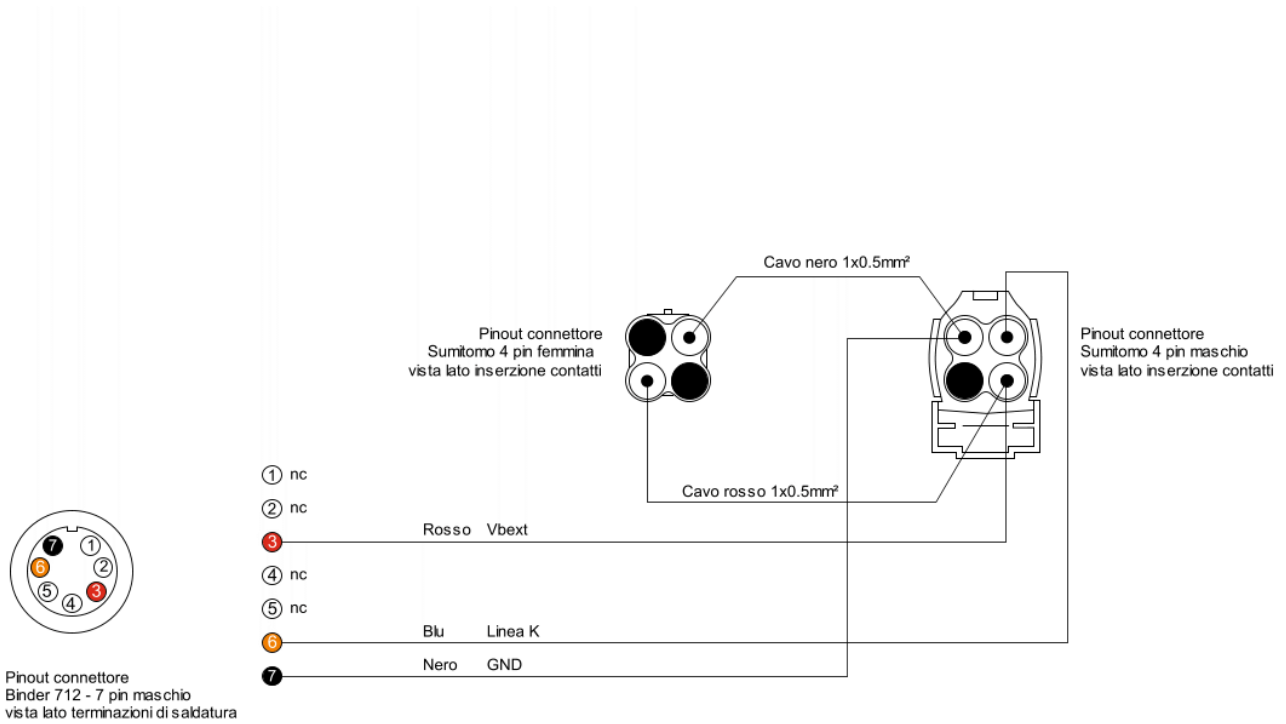 Cavo nero 1x0.5mm²
Pinout connettore
Sumitomo 4 pin femmina
vista lato inserzione contatti
Pinout connettore
Sumitomo 4 pin maschio
vista lato inserzione contatti
Cavo rosso 1x0.5mm²
1 nc
2 nc
3 Rosso Vbext
4 nc
5 nc
6 Blu Linea K
7 Nero GND
7 1
6 2
5 3
4
Pinout connettore
Binder 712 - 7 pin maschio
vista lato terminazioni di saldatura